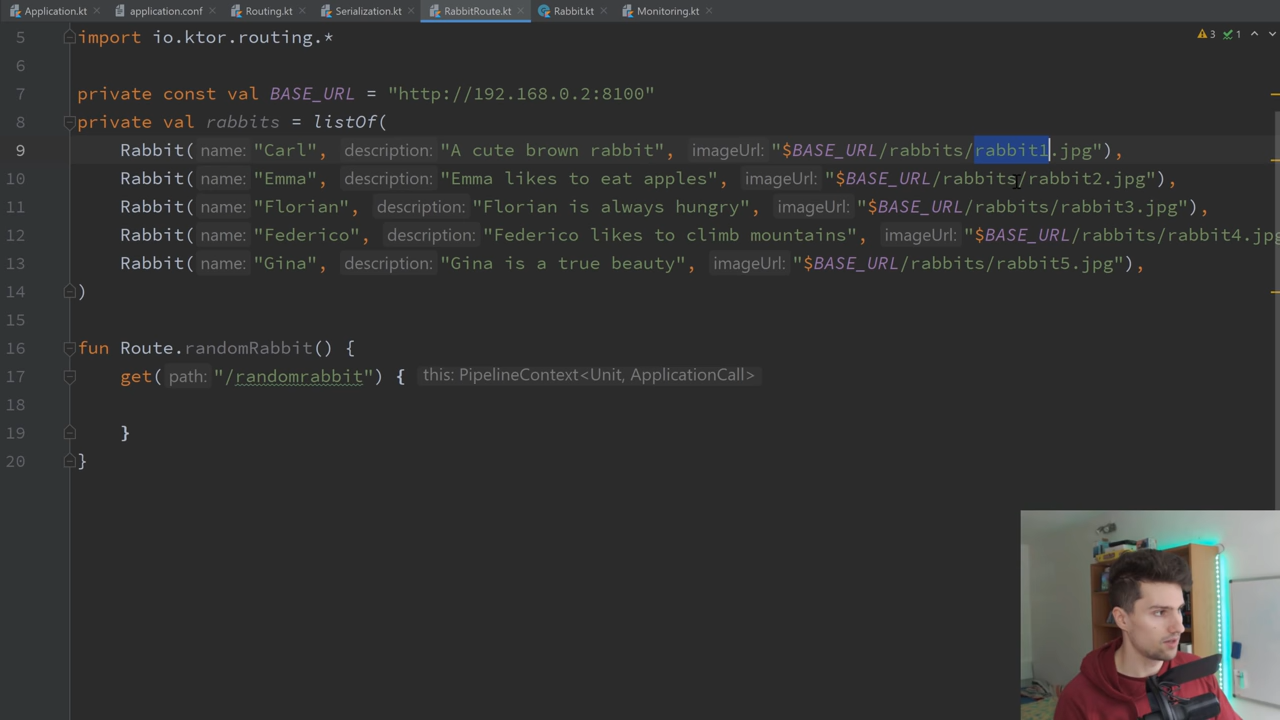 Application.kt application.conf Routing.kt Serialization.kt RabbitRoute.kt Rabbit.kt Monitoring.kt
5 import io.ktor.routing.* 3 1
6
7 private const val BASE_URL = "http://192.168.0.2:8100"
8 private val rabbits = listOf(
9 Rabbit( name: "Carl", description: "A cute brown rabbit", imageUrl: "$BASE_URL/rabbits/rabbit1.jpg"),
10 Rabbit( name: "Emma", description: "Emma likes to eat apples", imageUrl: "$BASE_URL/rabbits/rabbit2.jpg"),
11 Rabbit( name: "Florian", description: "Florian is always hungry", imageUrl: "$BASE_URL/rabbits/rabbit3.jpg"),
12 Rabbit( name: "Federico", description: "Federico likes to climb mountains", imageUrl: "$BASE_URL/rabbits/rabbit4.jpg
13 Rabbit( name: "Gina", description: "Gina is a true beauty", imageUrl: "$BASE_URL/rabbits/rabbit5.jpg"),
14 )
15
16 fun Route.randomRabbit() {
17 get( path: "/randomrabbit") { this: PipelineContext<Unit, ApplicationCall>
18
19 }
20 }